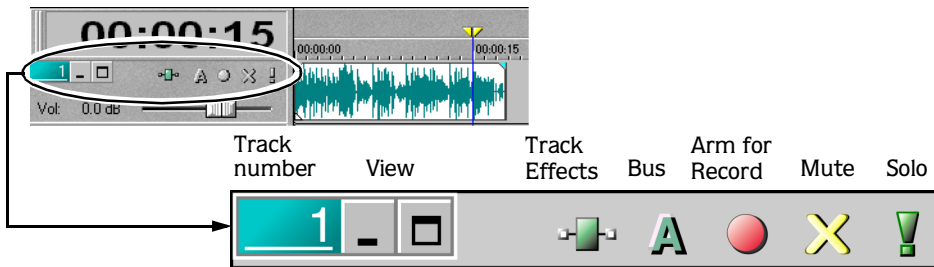 00:00:15
00:00:00 00:00:15
1 A
Vol: 0.0 dB
Track number
View
Track Effects
Bus
Arm for Record
Mute
Solo
1 A